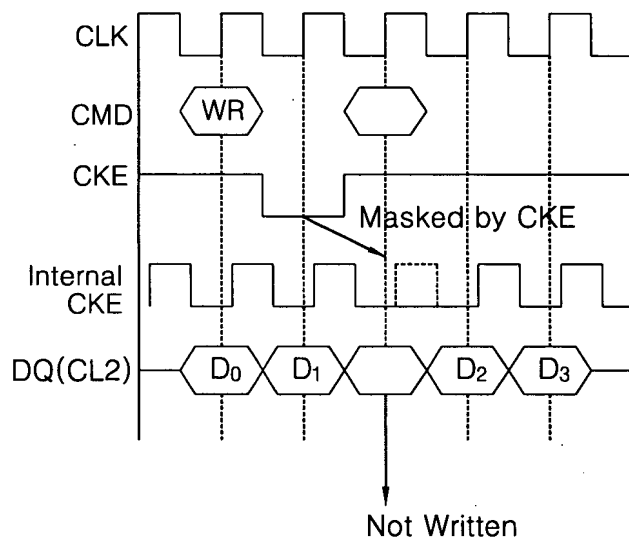 CLK
CMD
WR
CKE
Masked by CKE
Internal
CKE
DQ(CL2)
D0
D1
D2
D3
Not Written